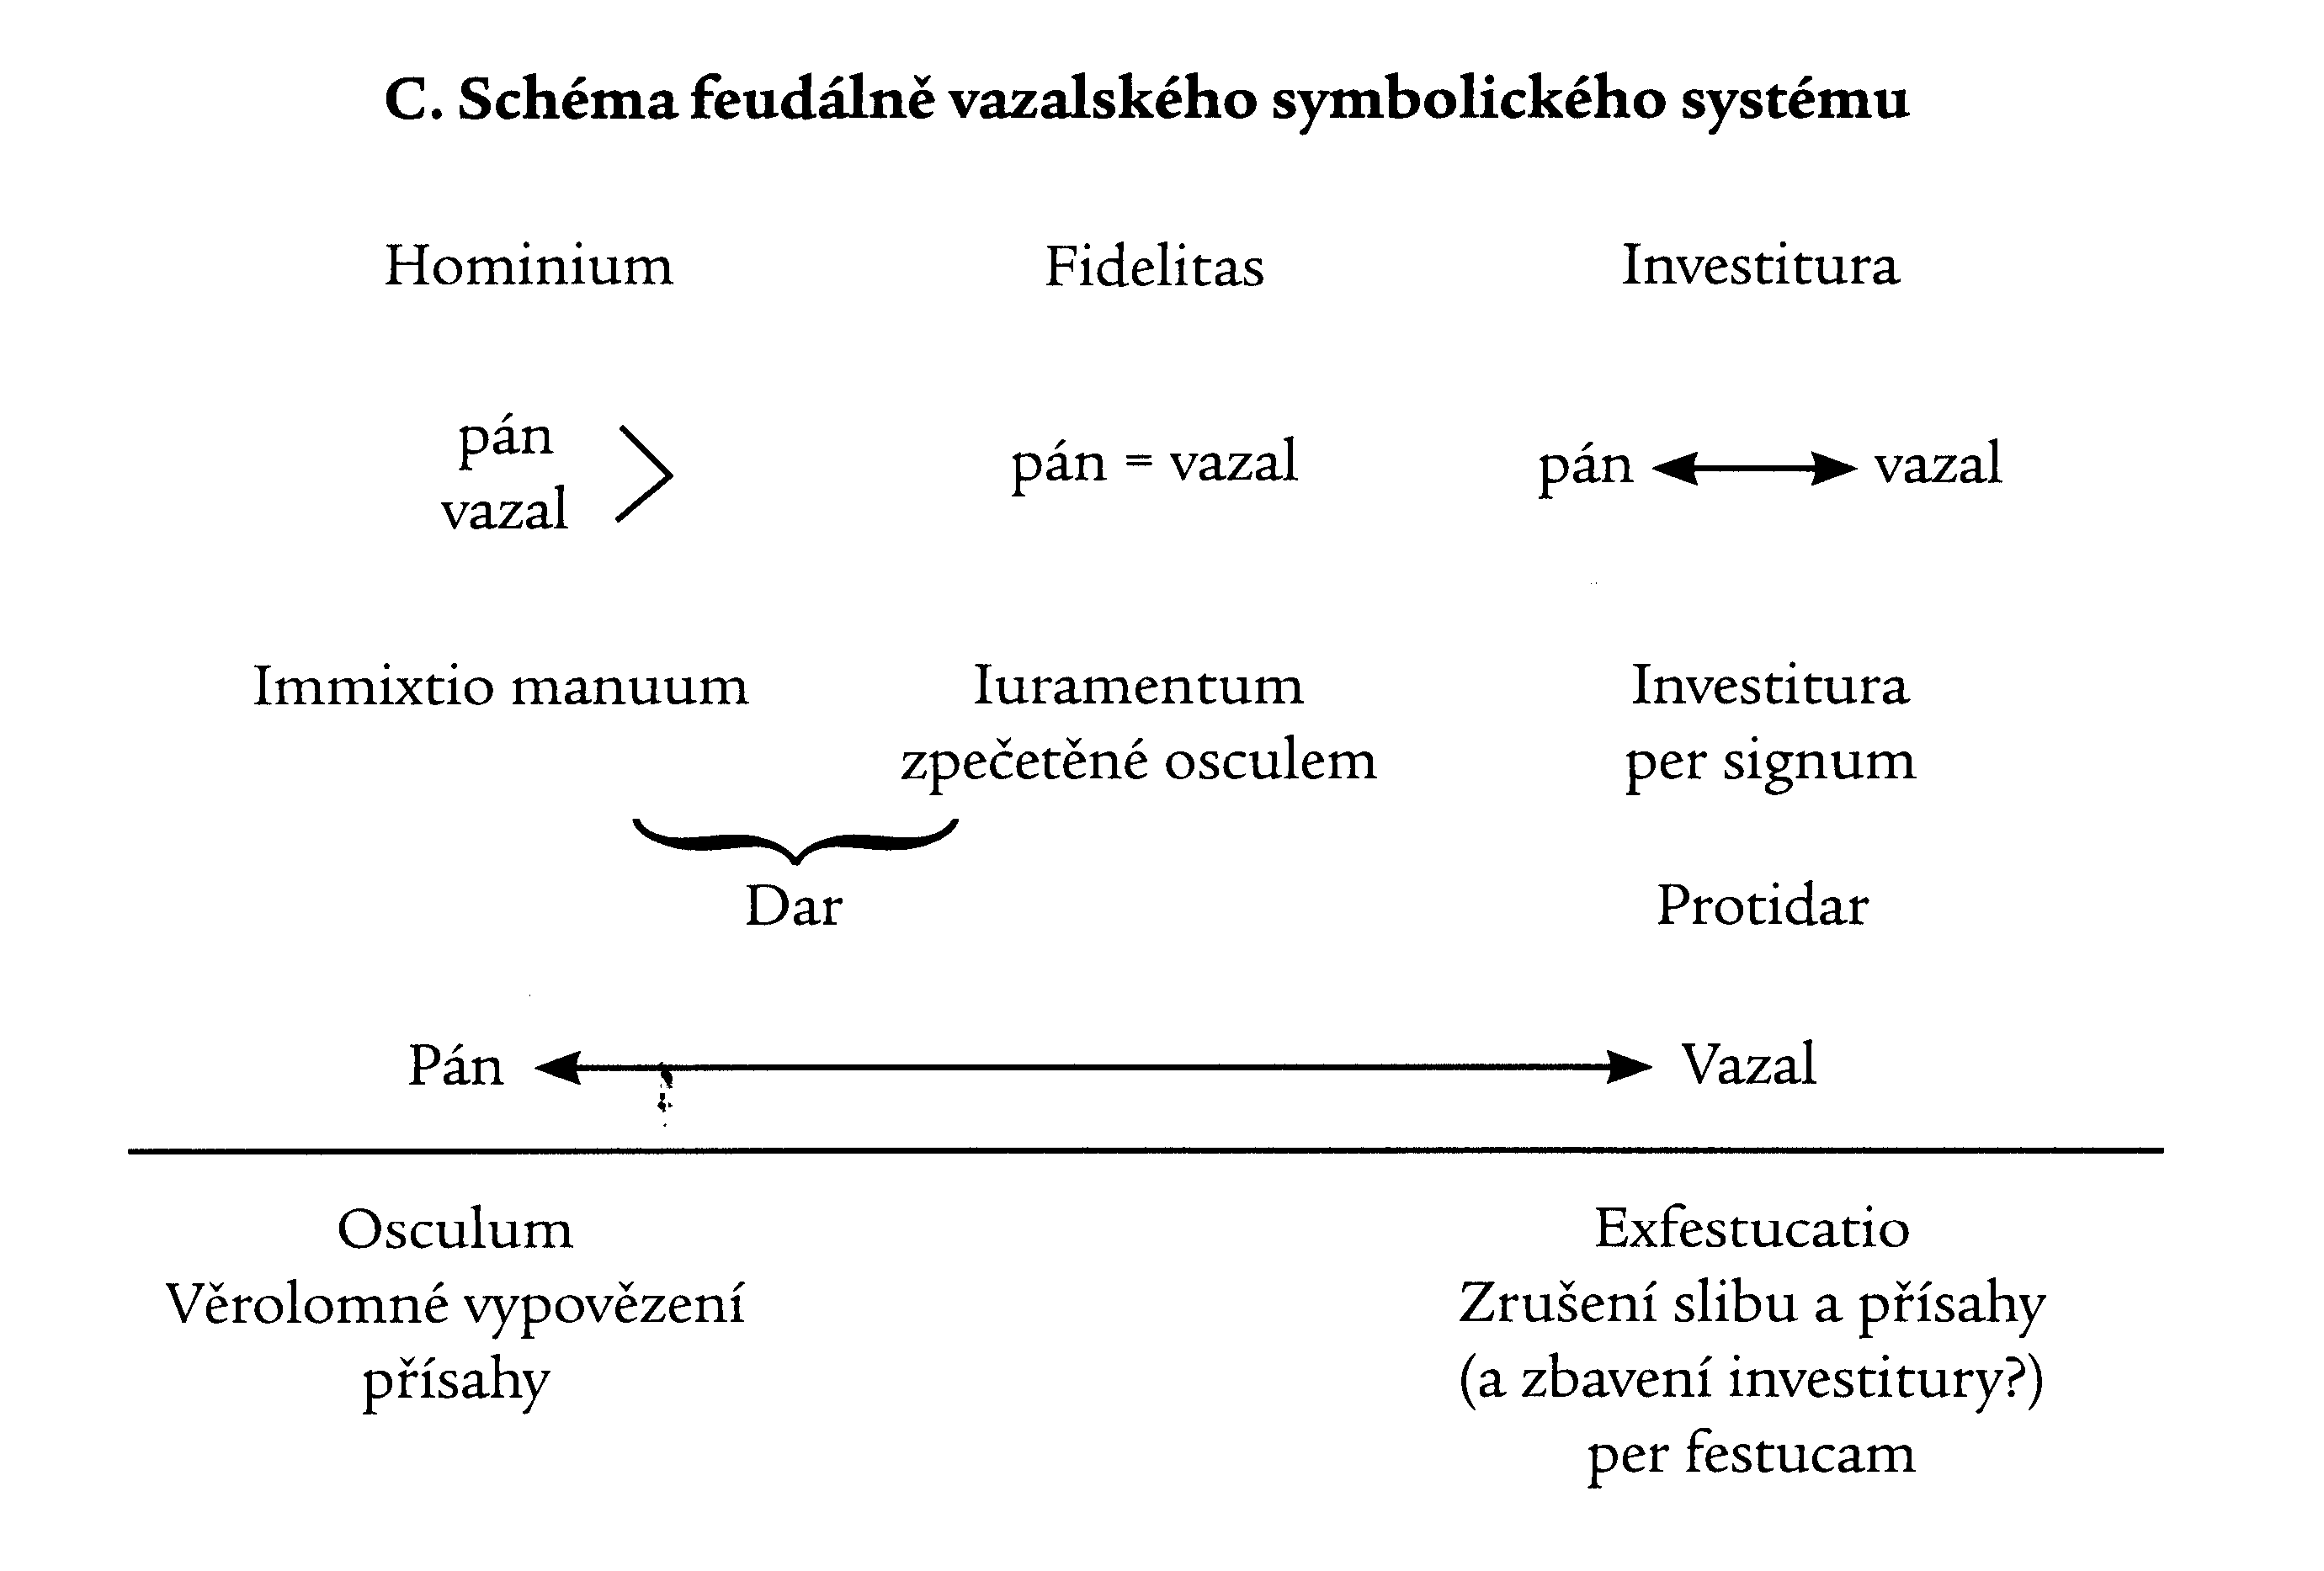 C. Schéma feudálně vazalského symbolického systému
Hominium
Fidelitas
Investitura
pán
vazal
pán = vazal
pán
vazal
Immixtio manuum
Iuramentum
zpečetěné osculem
Investitura
per signum
Dar
Protidar
Pán
Vazal
Osculum
Věrolomné vypovězení
přísahy
Exfestucatio
Zrušení slibu a přísahy
(a zbavení investitury?)
per festucam